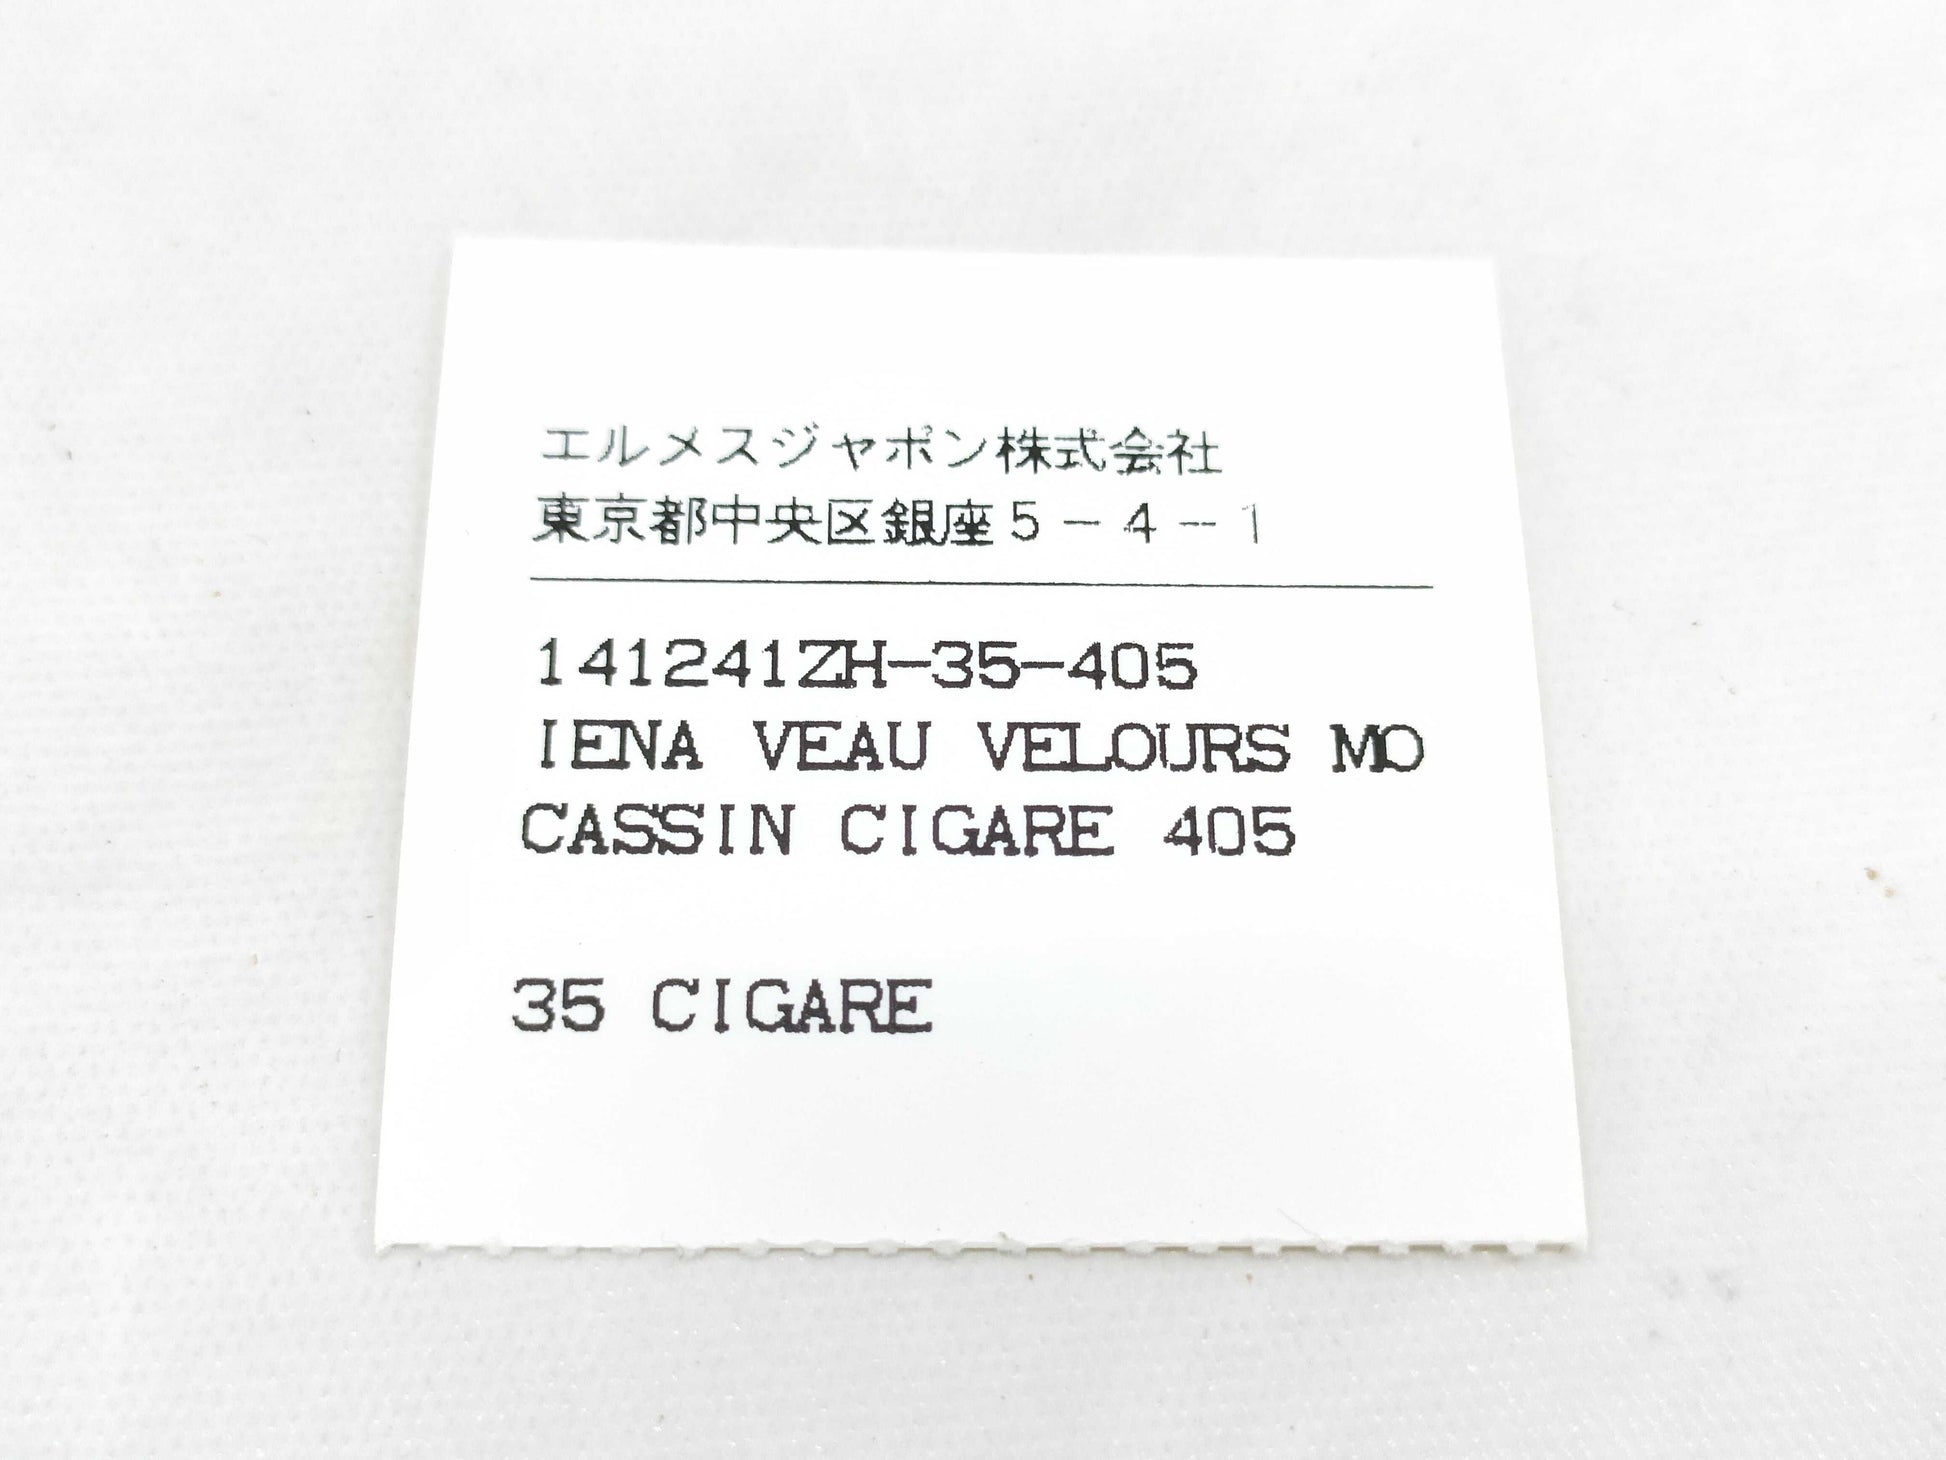 エルメスジャポン株式会社
東京都中央区銀座5-4-1
141241ZH-35-405
IENA VEAU VELOURS MO
CASSIN CIGARE 405
35 CIGARE